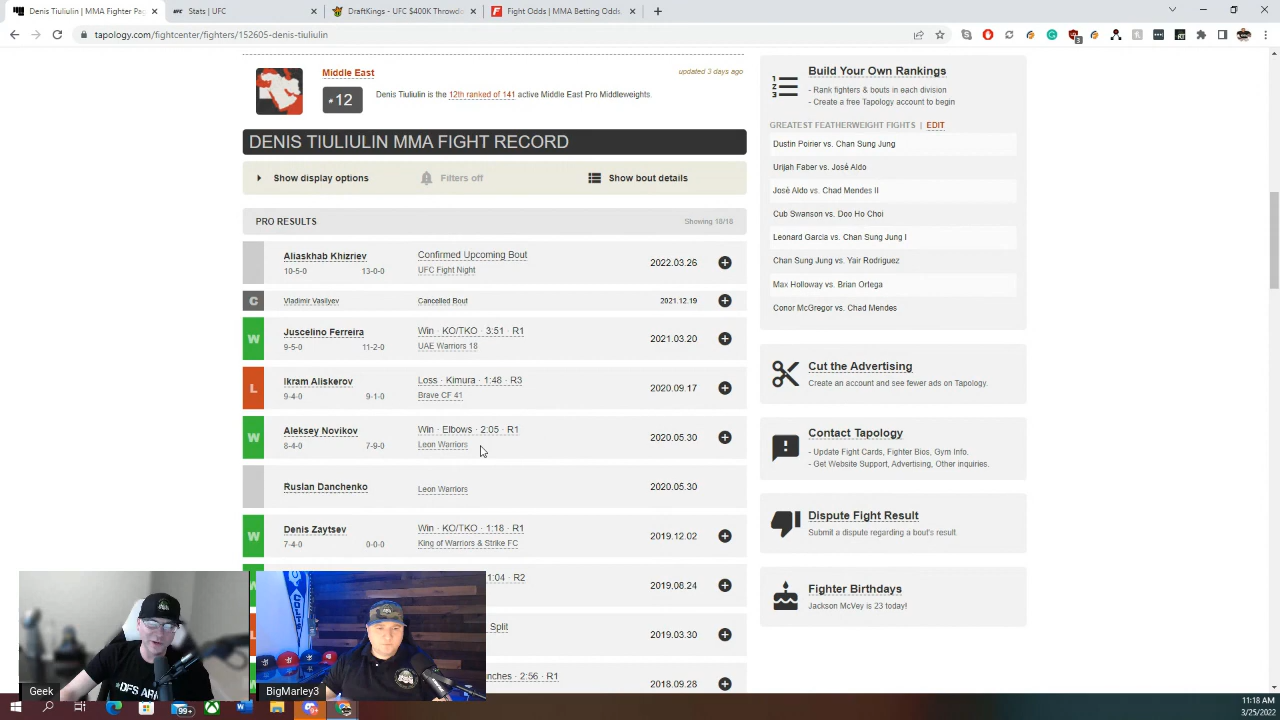 Denis Tiuliulin | MMA Fighter Pa
Stats | UFC
DraftKings - UFC $400K Throwdo
Fight Odds | MMA Betting Odds
tapology.com/fightcenter/fighters/152605-denis-tiuliulin
Middle East
updated 3 days ago
#12
Denis Tiuliulin is the 12th ranked of 141 active Middle East Pro Middleweights.
DENIS TIULIULIN MMA FIGHT RECORD
Show display options
Filters off
Show bout details
PRO RESULTS
Showing 18/18
Aliaskhab Khizriev
Confirmed Upcoming Bout
10-5-0
13-0-0
UFC Fight Night
2022.03.26
C
Vladimir Vasilyev
Cancelled Bout
2021.12.19
W
Juscelino Ferreira
Win · KO/TKO · 3:51 · R1
9-5-0
11-2-0
UAE Warriors 18
2021.03.20
L
Ikram Aliskerov
Loss · Kimura · 1:48 · R3
9-4-0
9-1-0
Brave CF 41
2020.09.17
W
Aleksey Novikov
Win · Elbows · 2:05 · R1
8-4-0
7-9-0
Leon Warriors
2020.05.30
Ruslan Danchenko
Leon Warriors
2020.05.30
W
Denis Zaytsev
Win · KO/TKO · 1:18 · R1
7-4-0
0-0-0
King of Warriors & Strike FC
2019.12.02
1:04 · R2
2019.08.24
Split
2019.03.30
nches · 2:56 · R1
2018.09.28
Build Your Own Rankings
- Rank fighters & bouts in each division
- Create a free Tapology account to begin
GREATEST FEATHERWEIGHT FIGHTS | EDIT
Dustin Poirier vs. Chan Sung Jung
Urijah Faber vs. José Aldo
José Aldo vs. Chad Mendes II
Cub Swanson vs. Doo Ho Choi
Leonard Garcia vs. Chan Sung Jung I
Chan Sung Jung vs. Yair Rodriguez
Max Holloway vs. Brian Ortega
Conor McGregor vs. Chad Mendes
Cut the Advertising
Create an account and see fewer ads on Tapology.
Contact Tapology
- Update Fight Cards, Fighter Bios, Gym Info.
- Get Website Support, Advertising, Other inquiries.
Dispute Fight Result
Submit a dispute regarding a bout's result.
Fighter Birthdays
Jackson McVey is 23 today!
Geek
BigMarley3
99+
11:18 AM
3/25/2022